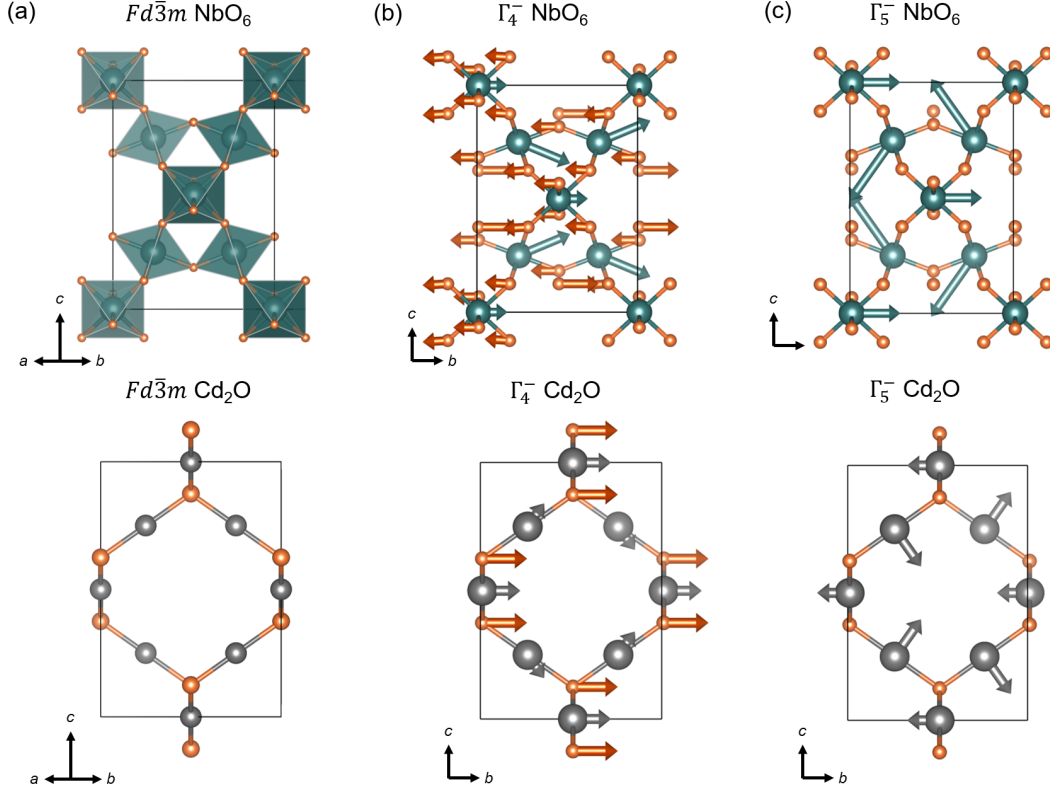 (a)
Fd3̅m NbO₆
(b)
Γ₄⁻ NbO₆
(c)
Γ₅⁻ NbO₆
c
a
b
c
b
c
Fd3̅m Cd₂O
Γ₄⁻ Cd₂O
Γ₅⁻ Cd₂O
c
a
b
c
b
c
b